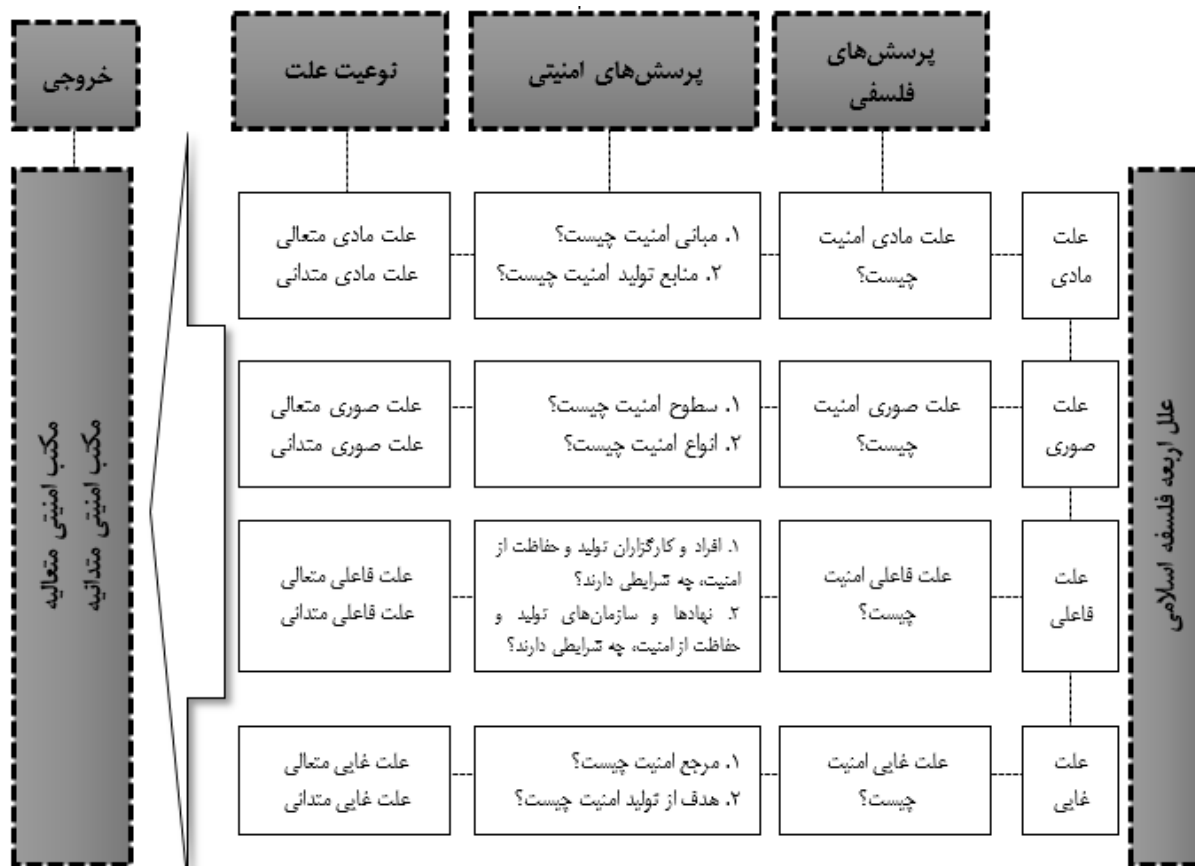 پرسش‌های
فلسفی
پرسش‌های امنیتی
نوعیت علت
خروجی
علل اربعه فلسفه اسلامی
علت
مادی
علت مادی امنیت
چیست؟
۱. مبانی امنیت چیست؟
۲. منابع تولید امنیت چیست؟
علت مادی متعالی
علت مادی متدانی
علت
صوری
علت صوری امنیت
چیست؟
۱. سطوح امنیت چیست؟
۲. انواع امنیت چیست؟
علت صوری متعالی
علت صوری متدانی
علت
فاعلی
علت فاعلی امنیت
چیست؟
۱. افراد و کارگزاران تولید و حفاظت از
امنیت، چه شرایطی دارند؟
۲. نهادها و سازمان‌های تولید و
حفاظت از امنیت، چه شرایطی دارند؟
علت فاعلی متعالی
علت فاعلی متدانی
علت
غایی
علت غایی امنیت
چیست؟
۱. مرجع امنیت چیست؟
۲. هدف از تولید امنیت چیست؟
علت غایی متعالی
علت غایی متدانی
مکتب امنیتی متعالیه
مکتب امنیتی متدانیه